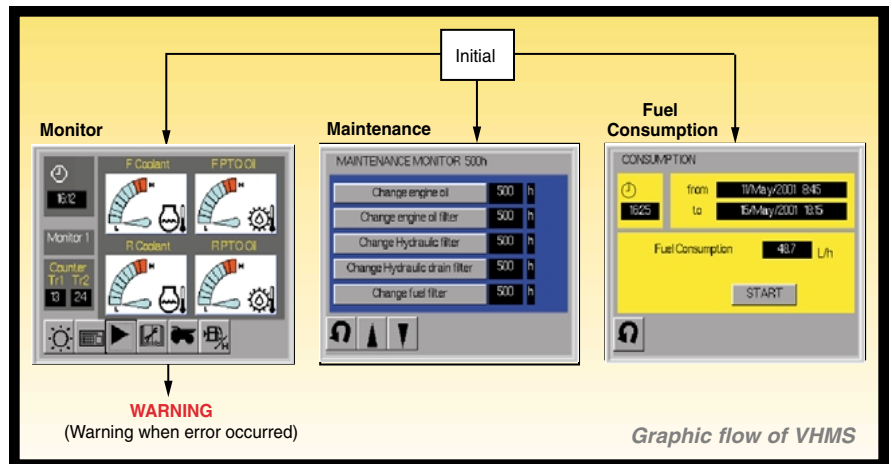 Initial
Monitor
F Coolant
F PTO Oil
16:12
Monitor 1
R Coolant
R PTO Oil
Counter
Tr1 Tr2
13 24
H
L
H
L
H
L
H
L
H
WARNING
(Warning when error occurred)
Maintenance
MAINTENANCE MONITOR 500h
Change engine oil 500 h
Change engine oil filter 500 h
Change Hydraulic filter 500 h
Change Hydraulic drain filter 500 h
Change fuel filter 500 h
Fuel
Consumption
CONSUMPTION
from 11/May/2001 8:45
16:25 to 15/May/2001 18:15
Fuel Consumption 48.7 L/h
START
Graphic flow of VHMS